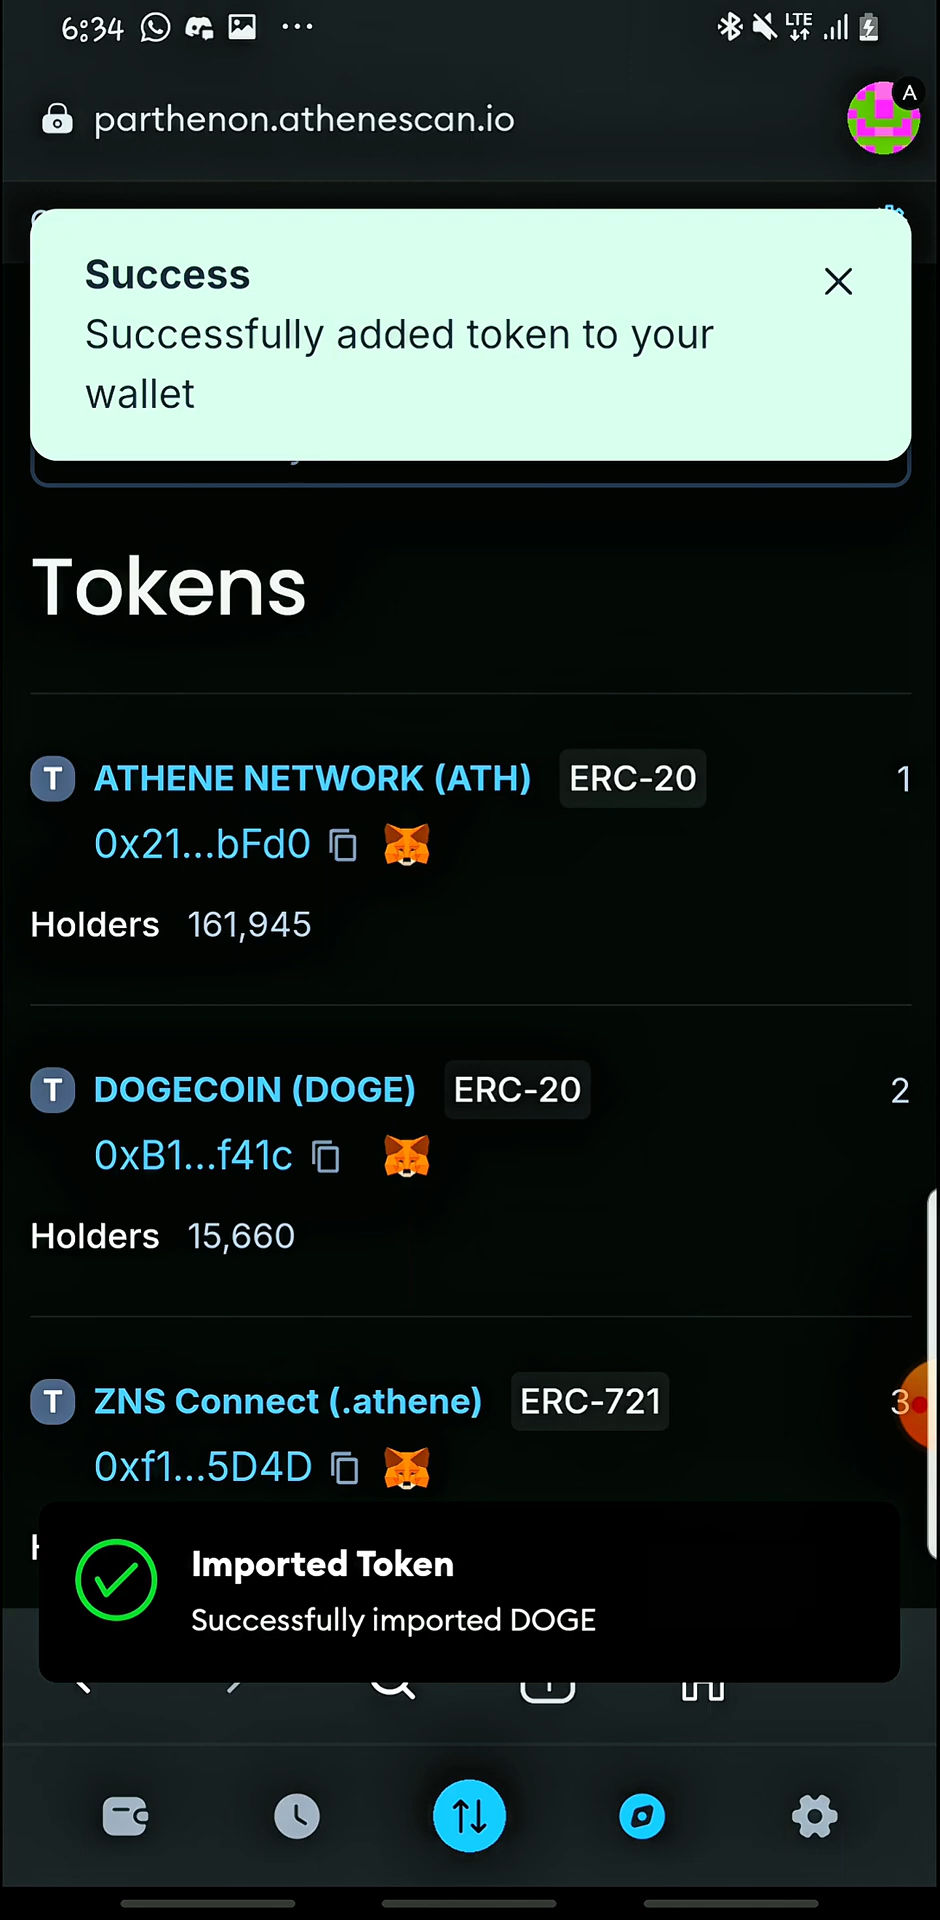 6:34
LTE
parthenon.athenescan.io
A
Success
Successfully added token to your
wallet
Tokens
T ATHENE NETWORK (ATH) ERC-20 1
0x21...bFd0
Holders 161,945
T DOGECOIN (DOGE) ERC-20 2
0xB1...f41c
Holders 15,660
T ZNS Connect (.athene) ERC-721 3
0xf1...5D4D
Imported Token
Successfully imported DOGE